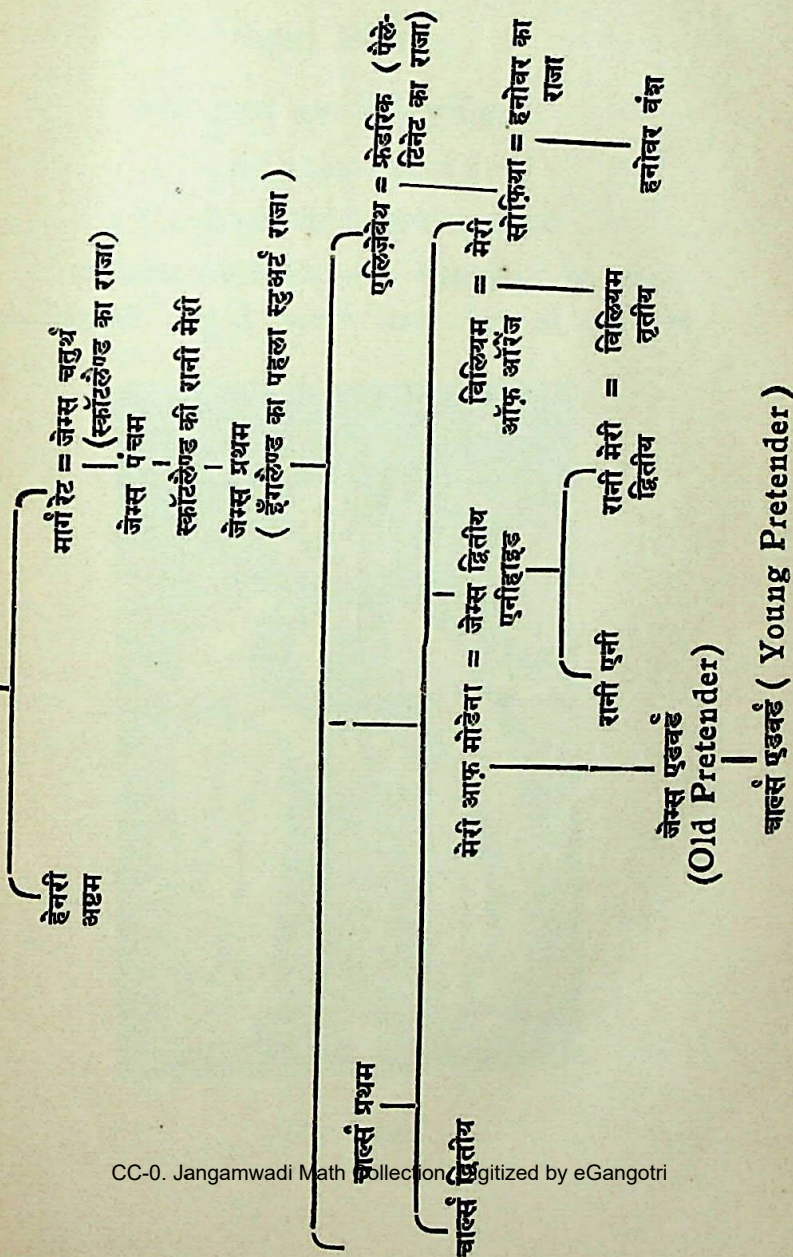 हेनरी
अष्टम
मार्गरेट = जेम्स चतुर्थ
(स्कॉटलैण्ड का राजा)
जेम्स पंचम
स्कॉटलैण्ड की रानी मेरी
जेम्स प्रथम
( इँगलैण्ड का पहला स्टुअर्ट राजा )
चार्ल्स प्रथम
एलिज़ेबेथ = फ्रेडरिक ( पैले-
टिनेट का राजा)
चार्ल्स द्वितीय
मेरी आफ़ मोडेना = जेम्स द्वितीय
एनीहाइड
विलियम = मेरी
ऑफ़ ऑरेंज
सोफ़िया = हनोवर का
राजा
रानी एनी
रानी मेरी = विलियम
द्वितीय तृतीय
हनोवर वंश
जेम्स एडवर्ड
(Old Pretender)
चार्ल्स एडवर्ड ( Young Pretender )
CC-0. Jangamwadi Math Collection. Digitized by eGangotri